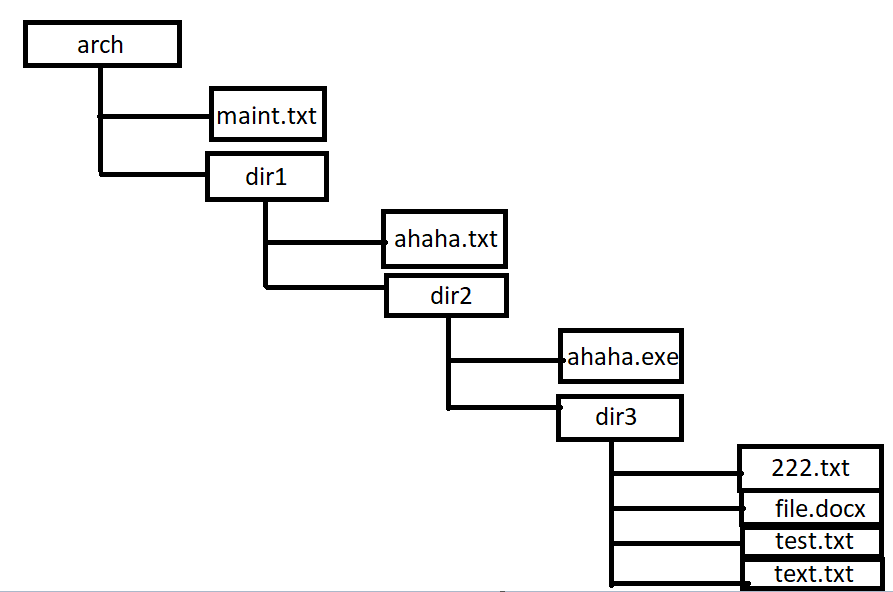 arch
maint.txt
dir1
ahaha.txt
dir2
ahaha.exe
dir3
222.txt
file.docx
test.txt
text.txt